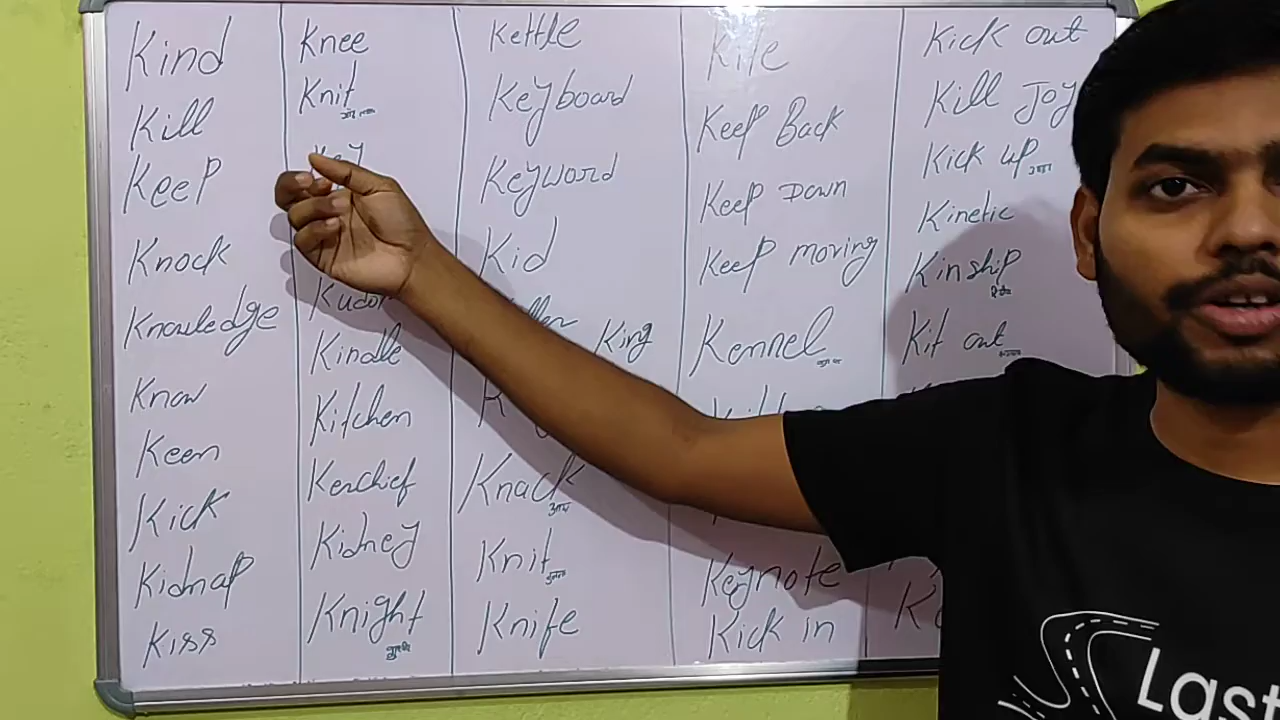 Kind
Kill
Keep
Knock
Knowledge
Know
Keen
Kick
Kidnap
Kiss
Knee
Knit
Key
Kindle
Kitchen
Kerchief
Kidney
Knight
Kettle
Keyboard
Keyword
Kid
King
Knack
Knit
Knife
Kite
Keep Back
Keep Down
Keep moving
Kennel
Keynote
Kick in
Kick out
Kill Joy
Kick up
Kinetic
Kinship
Kit out
Last